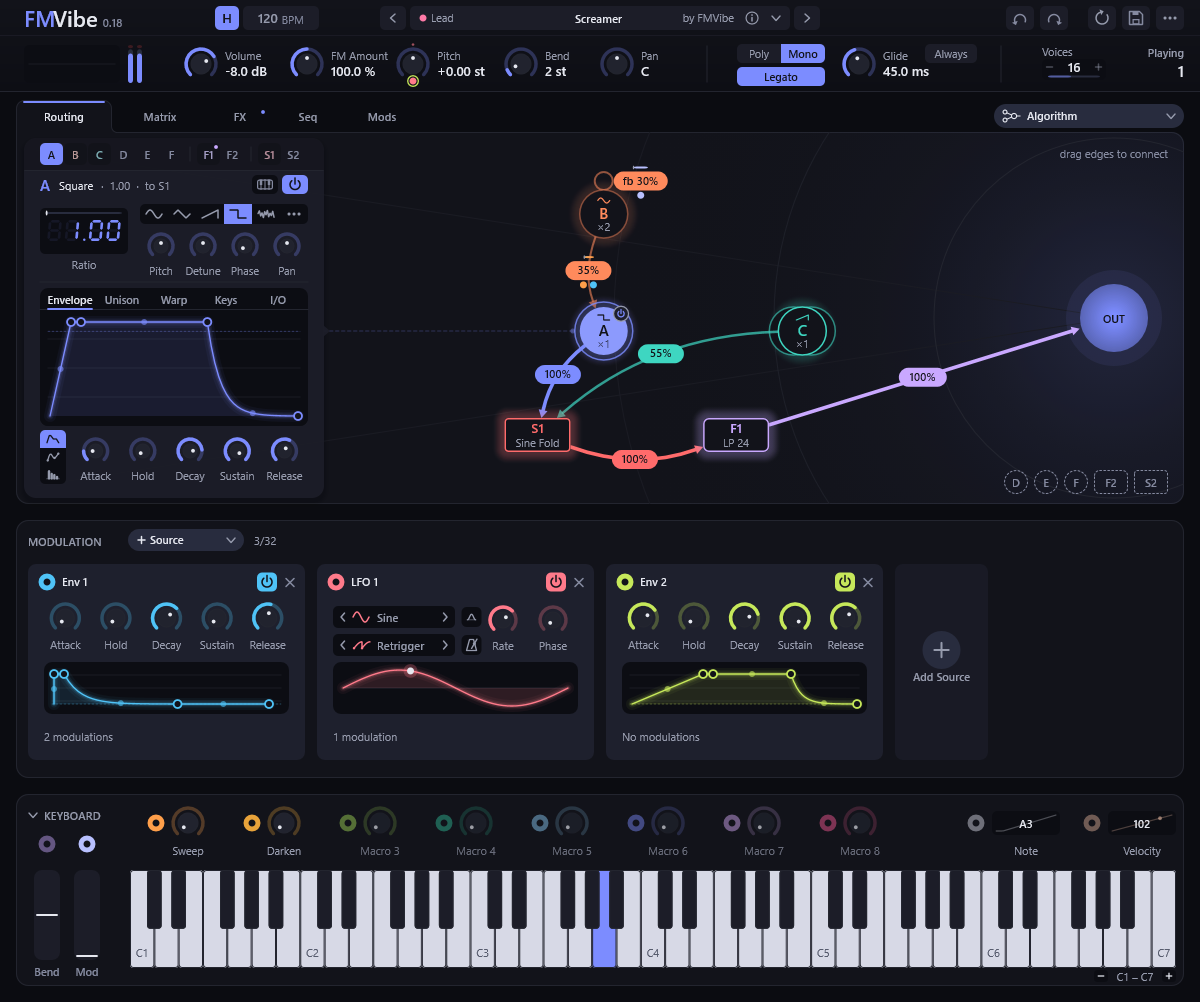 FMVibe 0.18
H 120 BPM
Lead Screamer by FMVibe
Volume -8.0 dB
FM Amount 100.0 %
Pitch +0.00 st
Bend 2 st
Pan C
Poly Mono
Legato
Glide 45.0 ms
Always
Voices
− 16 +
Playing
1
Routing Matrix FX Seq Mods
Algorithm
A B C D E F F1 F2 S1 S2
drag edges to connect
A Square · 1.00 · to S1
1.00
Ratio
Pitch Detune Phase Pan
Envelope Unison Warp Keys I/O
Attack Hold Decay Sustain Release
fb 30%
B
×2
35%
A
×1
C
×1
55%
100%
OUT
100%
S1
Sine Fold
F1
LP 24
100%
D E F F2 S2
MODULATION + Source 3/32
Env 1
Attack Hold Decay Sustain Release
2 modulations
LFO 1
Sine
Retrigger
Rate Phase
1 modulation
Env 2
Attack Hold Decay Sustain Release
No modulations
+
Add Source
KEYBOARD
Sweep Darken Macro 3 Macro 4 Macro 5 Macro 6 Macro 7 Macro 8
A3
Note
102
Velocity
C1 C2 C3 C4 C5 C6 C7
Bend Mod
− C1 – C7 +